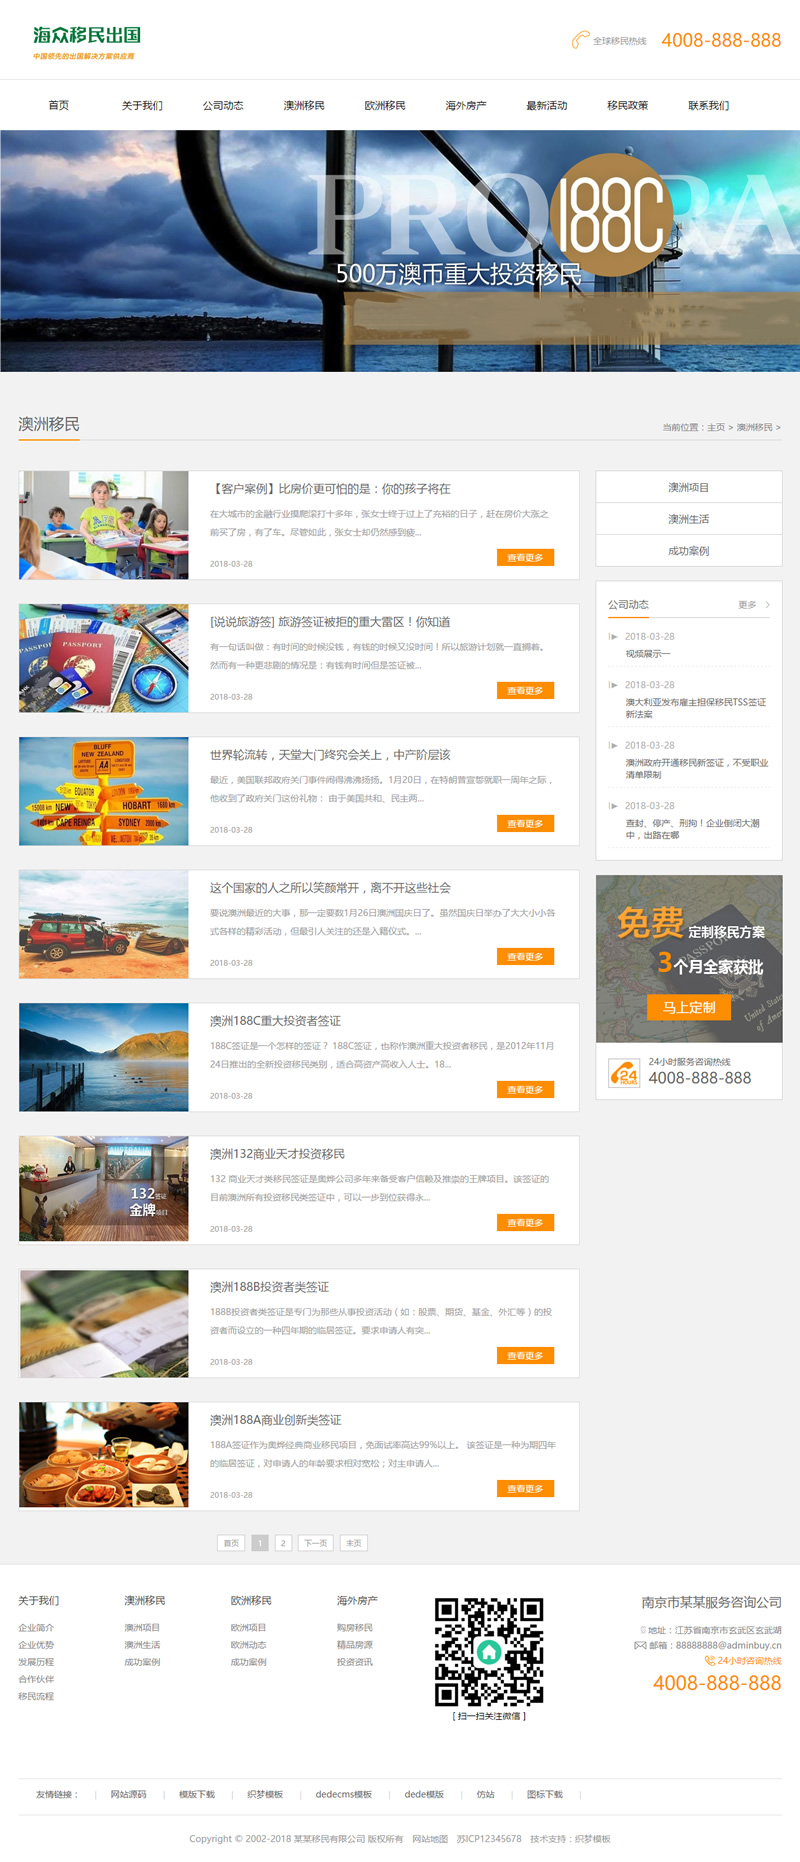 海众移民出国
中国领先的出国解决方案供应商
全球移民热线 4008-888-888
首页 关于我们 公司动态 澳洲移民 欧洲移民 海外房产 最新活动 移民政策 联系我们
PRO RA
188C
500万澳币重大投资移民
澳洲移民
当前位置：主页 > 澳洲移民 >
【客户案例】比房价更可怕的是：你的孩子将在
在大城市的金融行业摸爬滚打十多年，张女士终于过上了充裕的日子，赶在房价大涨之
前买了房，有了车。尽管如此，张女士却仍然感到疲...
2018-03-28
查看更多
[说说旅游签] 旅游签证被拒的重大雷区！你知道
有一句话叫做：有时间的时候没钱，有钱的时候又没时间！所以旅游计划就一直搁着。
然而有一种更悲剧的情况是：有钱有时间但是签证被...
2018-03-28
查看更多
BLUFF
NEW ZEALAND
AA
EQUATOR
HOBART
CAPE REINGA
SYDNEY
世界轮流转，天堂大门终究会关上，中产阶层该
最近，美国联邦政府关门事件闹得沸沸扬扬。1月20日，在特朗普宣誓就职一周年之际，
他收到了政府关门这份礼物： 由于美国共和、民主两...
2018-03-28
查看更多
这个国家的人之所以笑颜常开，离不开这些社会
要说澳洲最近的大事，那一定要数1月26日澳洲国庆日了。虽然国庆日举办了大大小小各
式各样的精彩活动，但最引人关注的还是入籍仪式。...
2018-03-28
查看更多
澳洲188C重大投资者签证
188C签证是一个怎样的签证？ 188C签证，也称作澳洲重大投资者移民，是2012年11月
24日推出的全新投资移民类别，适合高资产高收入人士。18...
2018-03-28
查看更多
AUSTRALIA
132签证
金牌项目
澳洲132商业天才投资移民
132 商业天才类移民签证是奥烨公司多年来备受客户信赖及推崇的王牌项目。该签证的
目前澳洲所有投资移民类签证中，可以一步到位获得永...
2018-03-28
查看更多
澳洲188B投资者类签证
188B投资者类签证是专门为那些从事投资活动（如：股票、期货、基金、外汇等）的投
资者而设立的一种四年期的临居签证。要求申请人有突...
2018-03-28
查看更多
澳洲188A商业创新类签证
188A签证作为奥烨经典商业移民项目，免面试率高达99%以上。 该签证是一种为期四年
的临居签证，对申请人的年龄要求相对宽松；对主申请人...
2018-03-28
查看更多
首页 1 2 下一页 末页
澳洲项目
澳洲生活
成功案例
公司动态 更多 >
2018-03-28
视频展示一
2018-03-28
澳大利亚发布雇主担保移民TSS签证
新法案
2018-03-28
澳洲政府开通移民新签证，不受职业
清单限制
2018-03-28
查封、停产、刑拘！企业倒闭大潮
中，出路在哪
免费 定制移民方案
3个月全家获批
马上定制
PASSPORT
United States
of America
24
HOURS
24小时服务咨询热线
4008-888-888
关于我们
企业简介
企业优势
发展历程
合作伙伴
移民流程
澳洲移民
澳洲项目
澳洲生活
成功案例
欧洲移民
欧洲项目
欧洲动态
成功案例
海外房产
购房移民
精品房源
投资资讯
[ 扫一扫关注微信 ]
南京市某某服务咨询公司
地址：江苏省南京市玄武区玄武湖
邮箱：88888888@adminbuy.cn
24小时咨询热线
4008-888-888
友情链接： | 网站源码 | 模版下载 | 织梦模板 | dedecms模板 | dede模版 | 仿站 | 图标下载 |
Copyright © 2002-2018 某某移民有限公司 版权所有 网站地图 苏ICP12345678 技术支持：织梦模板